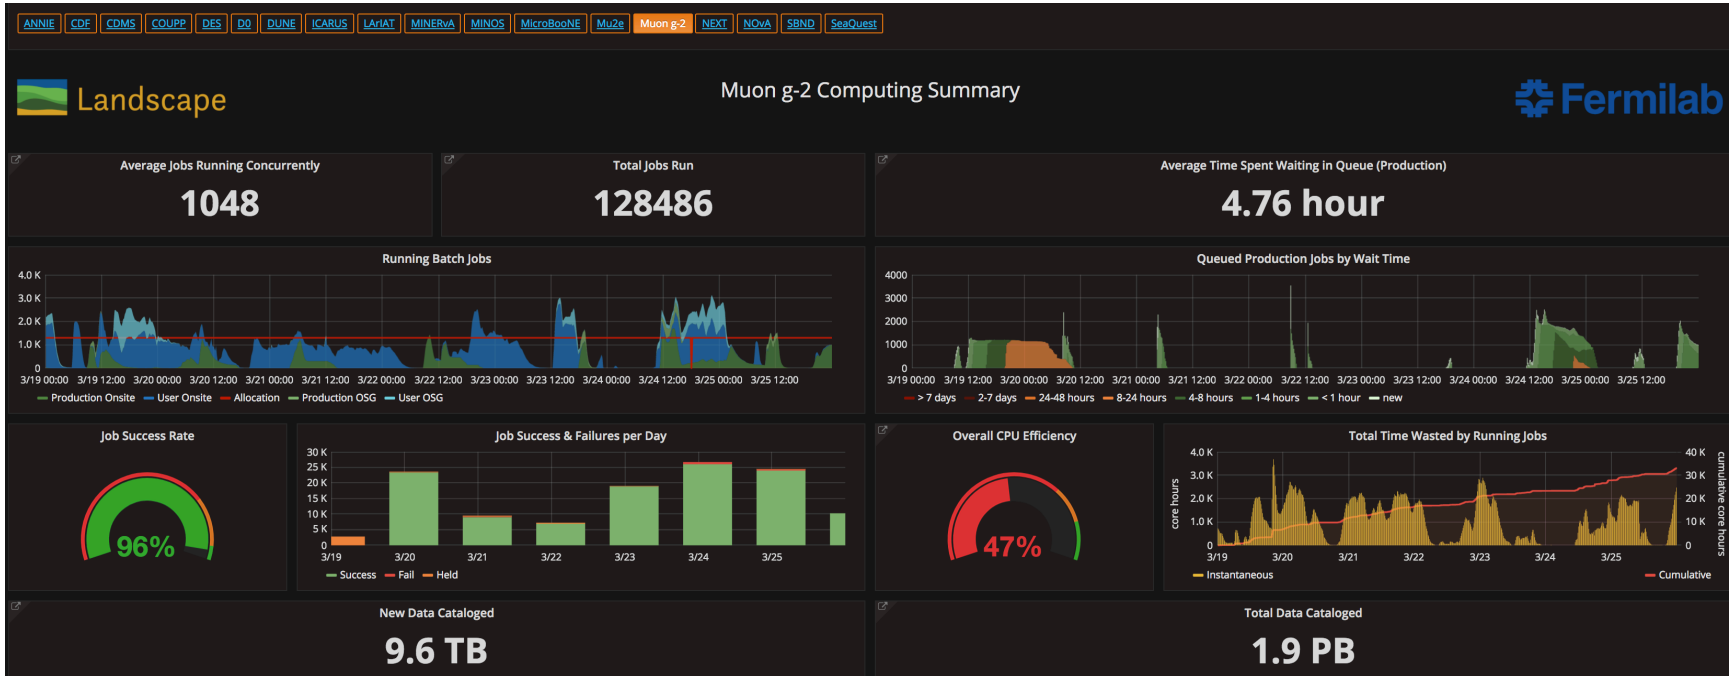 ANNIE CDF CDMS COUPP DES D0 DUNE ICARUS LArIAT MINERvA MINOS MicroBooNE Mu2e Muon g-2 NEXT NOvA SBND SeaQuest
Landscape
Muon g-2 Computing Summary
Fermilab
Average Jobs Running Concurrently
1048
Total Jobs Run
128486
Average Time Spent Waiting in Queue (Production)
4.76 hour
Running Batch Jobs
4.0 K
3.0 K
2.0 K
1.0 K
0
3/19 00:00 3/19 12:00 3/20 00:00 3/20 12:00 3/21 00:00 3/21 12:00 3/22 00:00 3/22 12:00 3/23 00:00 3/23 12:00 3/24 00:00 3/24 12:00 3/25 00:00 3/25 12:00
Production Onsite User Onsite Allocation Production OSG User OSG
Queued Production Jobs by Wait Time
4000
3000
2000
1000
0
3/19 00:00 3/19 12:00 3/20 00:00 3/20 12:00 3/21 00:00 3/21 12:00 3/22 00:00 3/22 12:00 3/23 00:00 3/23 12:00 3/24 00:00 3/24 12:00 3/25 00:00 3/25 12:00
> 7 days 2-7 days 24-48 hours 8-24 hours 4-8 hours 1-4 hours < 1 hour new
Job Success Rate
96%
Job Success & Failures per Day
30 K
25 K
20 K
15 K
10 K
5 K
0
3/19 3/20 3/21 3/22 3/23 3/24 3/25
Success Fail Held
Overall CPU Efficiency
47%
Total Time Wasted by Running Jobs
core hours
4.0 K
3.0 K
2.0 K
1.0 K
0
40 K
30 K
20 K
10 K
0
cumulative core hours
3/19 3/20 3/21 3/22 3/23 3/24 3/25
Instantaneous Cumulative
New Data Cataloged
9.6 TB
Total Data Cataloged
1.9 PB